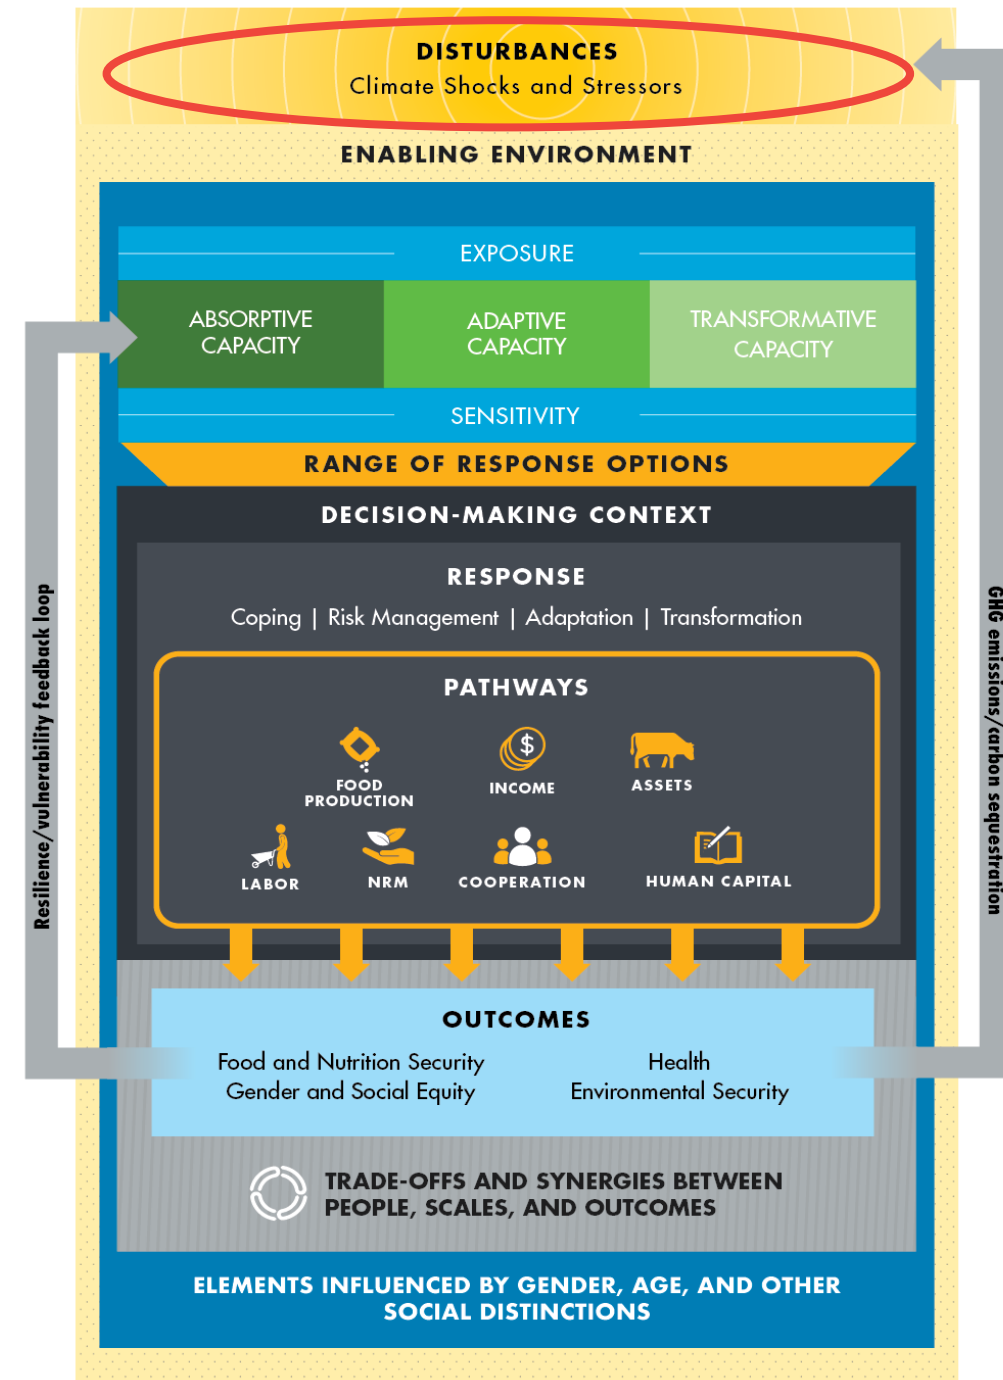 DISTURBANCES
Climate Shocks and Stressors
ENABLING ENVIRONMENT
EXPOSURE
ABSORPTIVE
CAPACITY
ADAPTIVE
CAPACITY
TRANSFORMATIVE
CAPACITY
SENSITIVITY
RANGE OF RESPONSE OPTIONS
DECISION-MAKING CONTEXT
RESPONSE
Coping | Risk Management | Adaptation | Transformation
PATHWAYS
FOOD
PRODUCTION
$
INCOME
ASSETS
LABOR
NRM
COOPERATION
HUMAN CAPITAL
OUTCOMES
Food and Nutrition Security
Gender and Social Equity
Health
Environmental Security
TRADE-OFFS AND SYNERGIES BETWEEN
PEOPLE, SCALES, AND OUTCOMES
ELEMENTS INFLUENCED BY GENDER, AGE, AND OTHER
SOCIAL DISTINCTIONS
Resilience/vulnerability feedback loop
GHG emissions/carbon sequestration